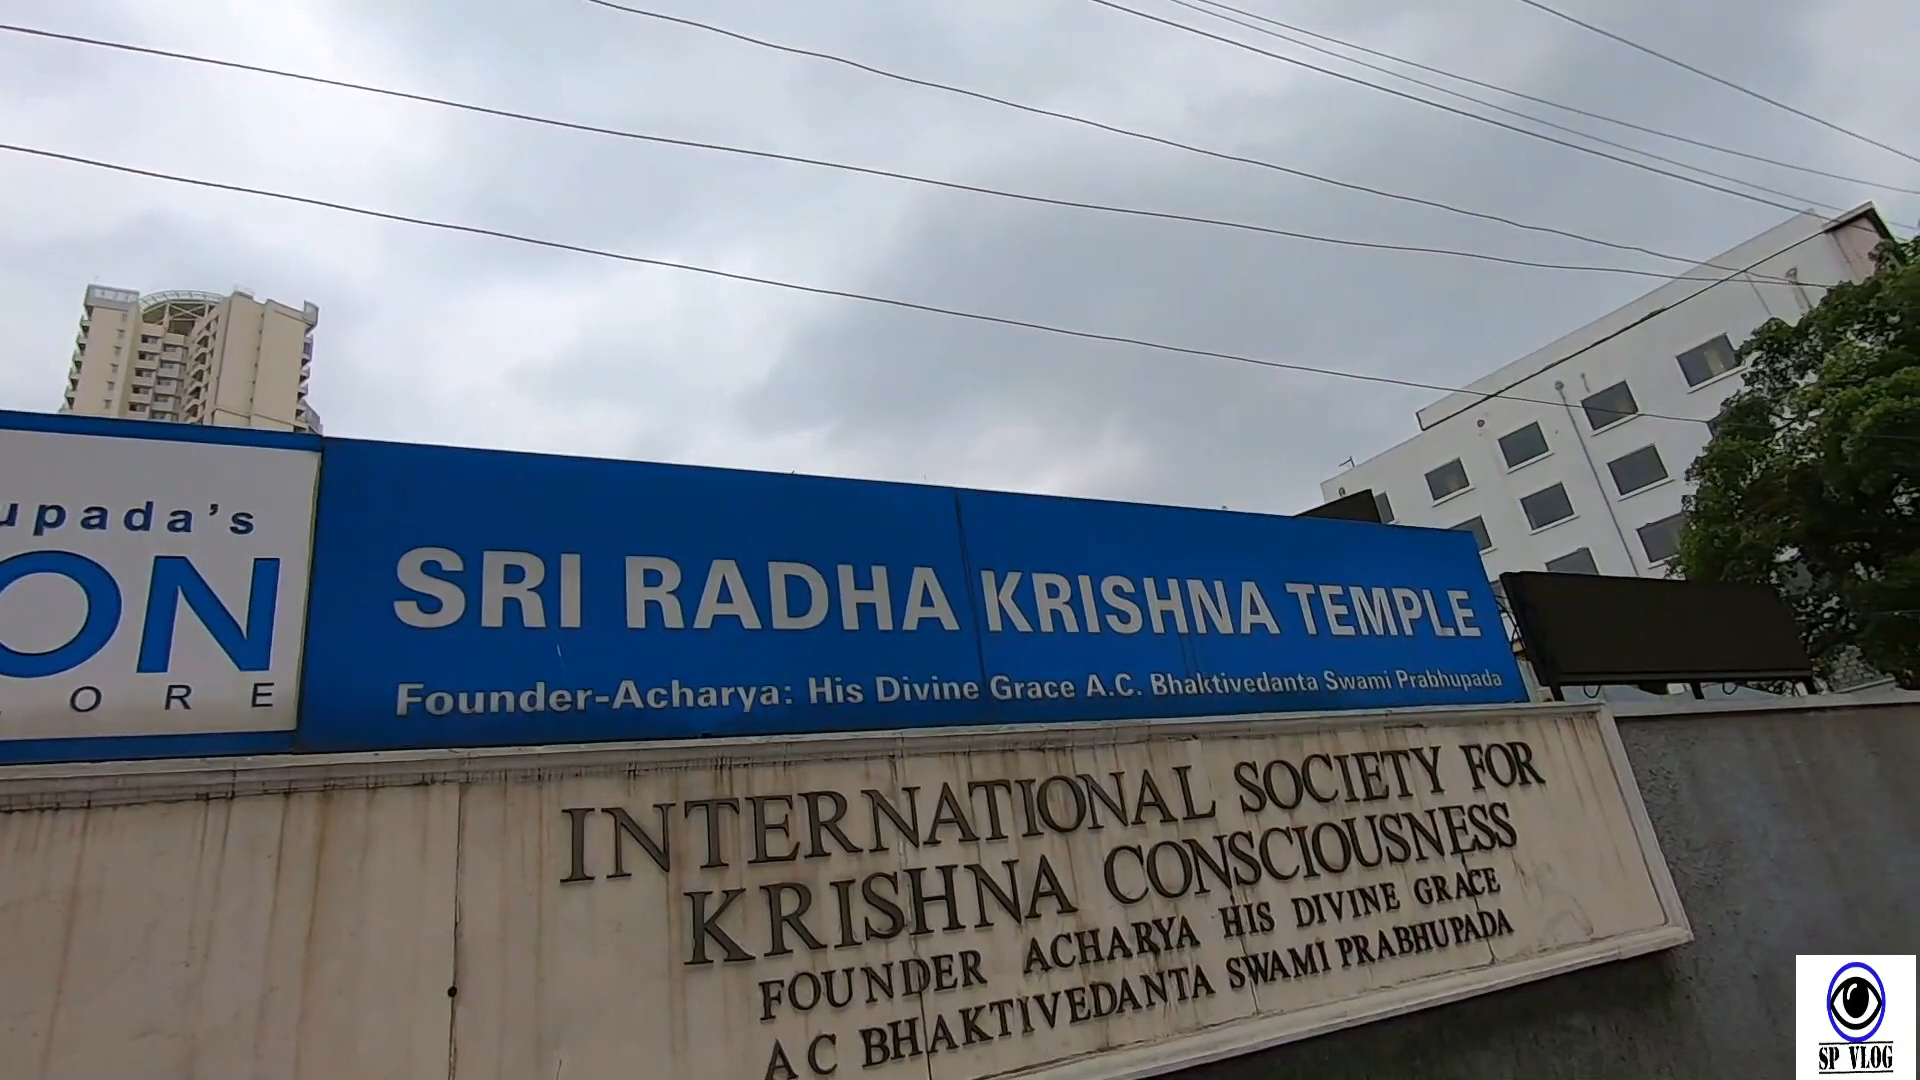 upada's
ON
ORE
SRI RADHA KRISHNA TEMPLE
Founder-Acharya: His Divine Grace A.C. Bhaktivedanta Swami Prabhupada
INTERNATIONAL SOCIETY FOR
KRISHNA CONSCIOUSNESS
FOUNDER ACHARYA HIS DIVINE GRACE
A C BHAKTIVEDANTA SWAMI PRABHUPADA
SP VLOG